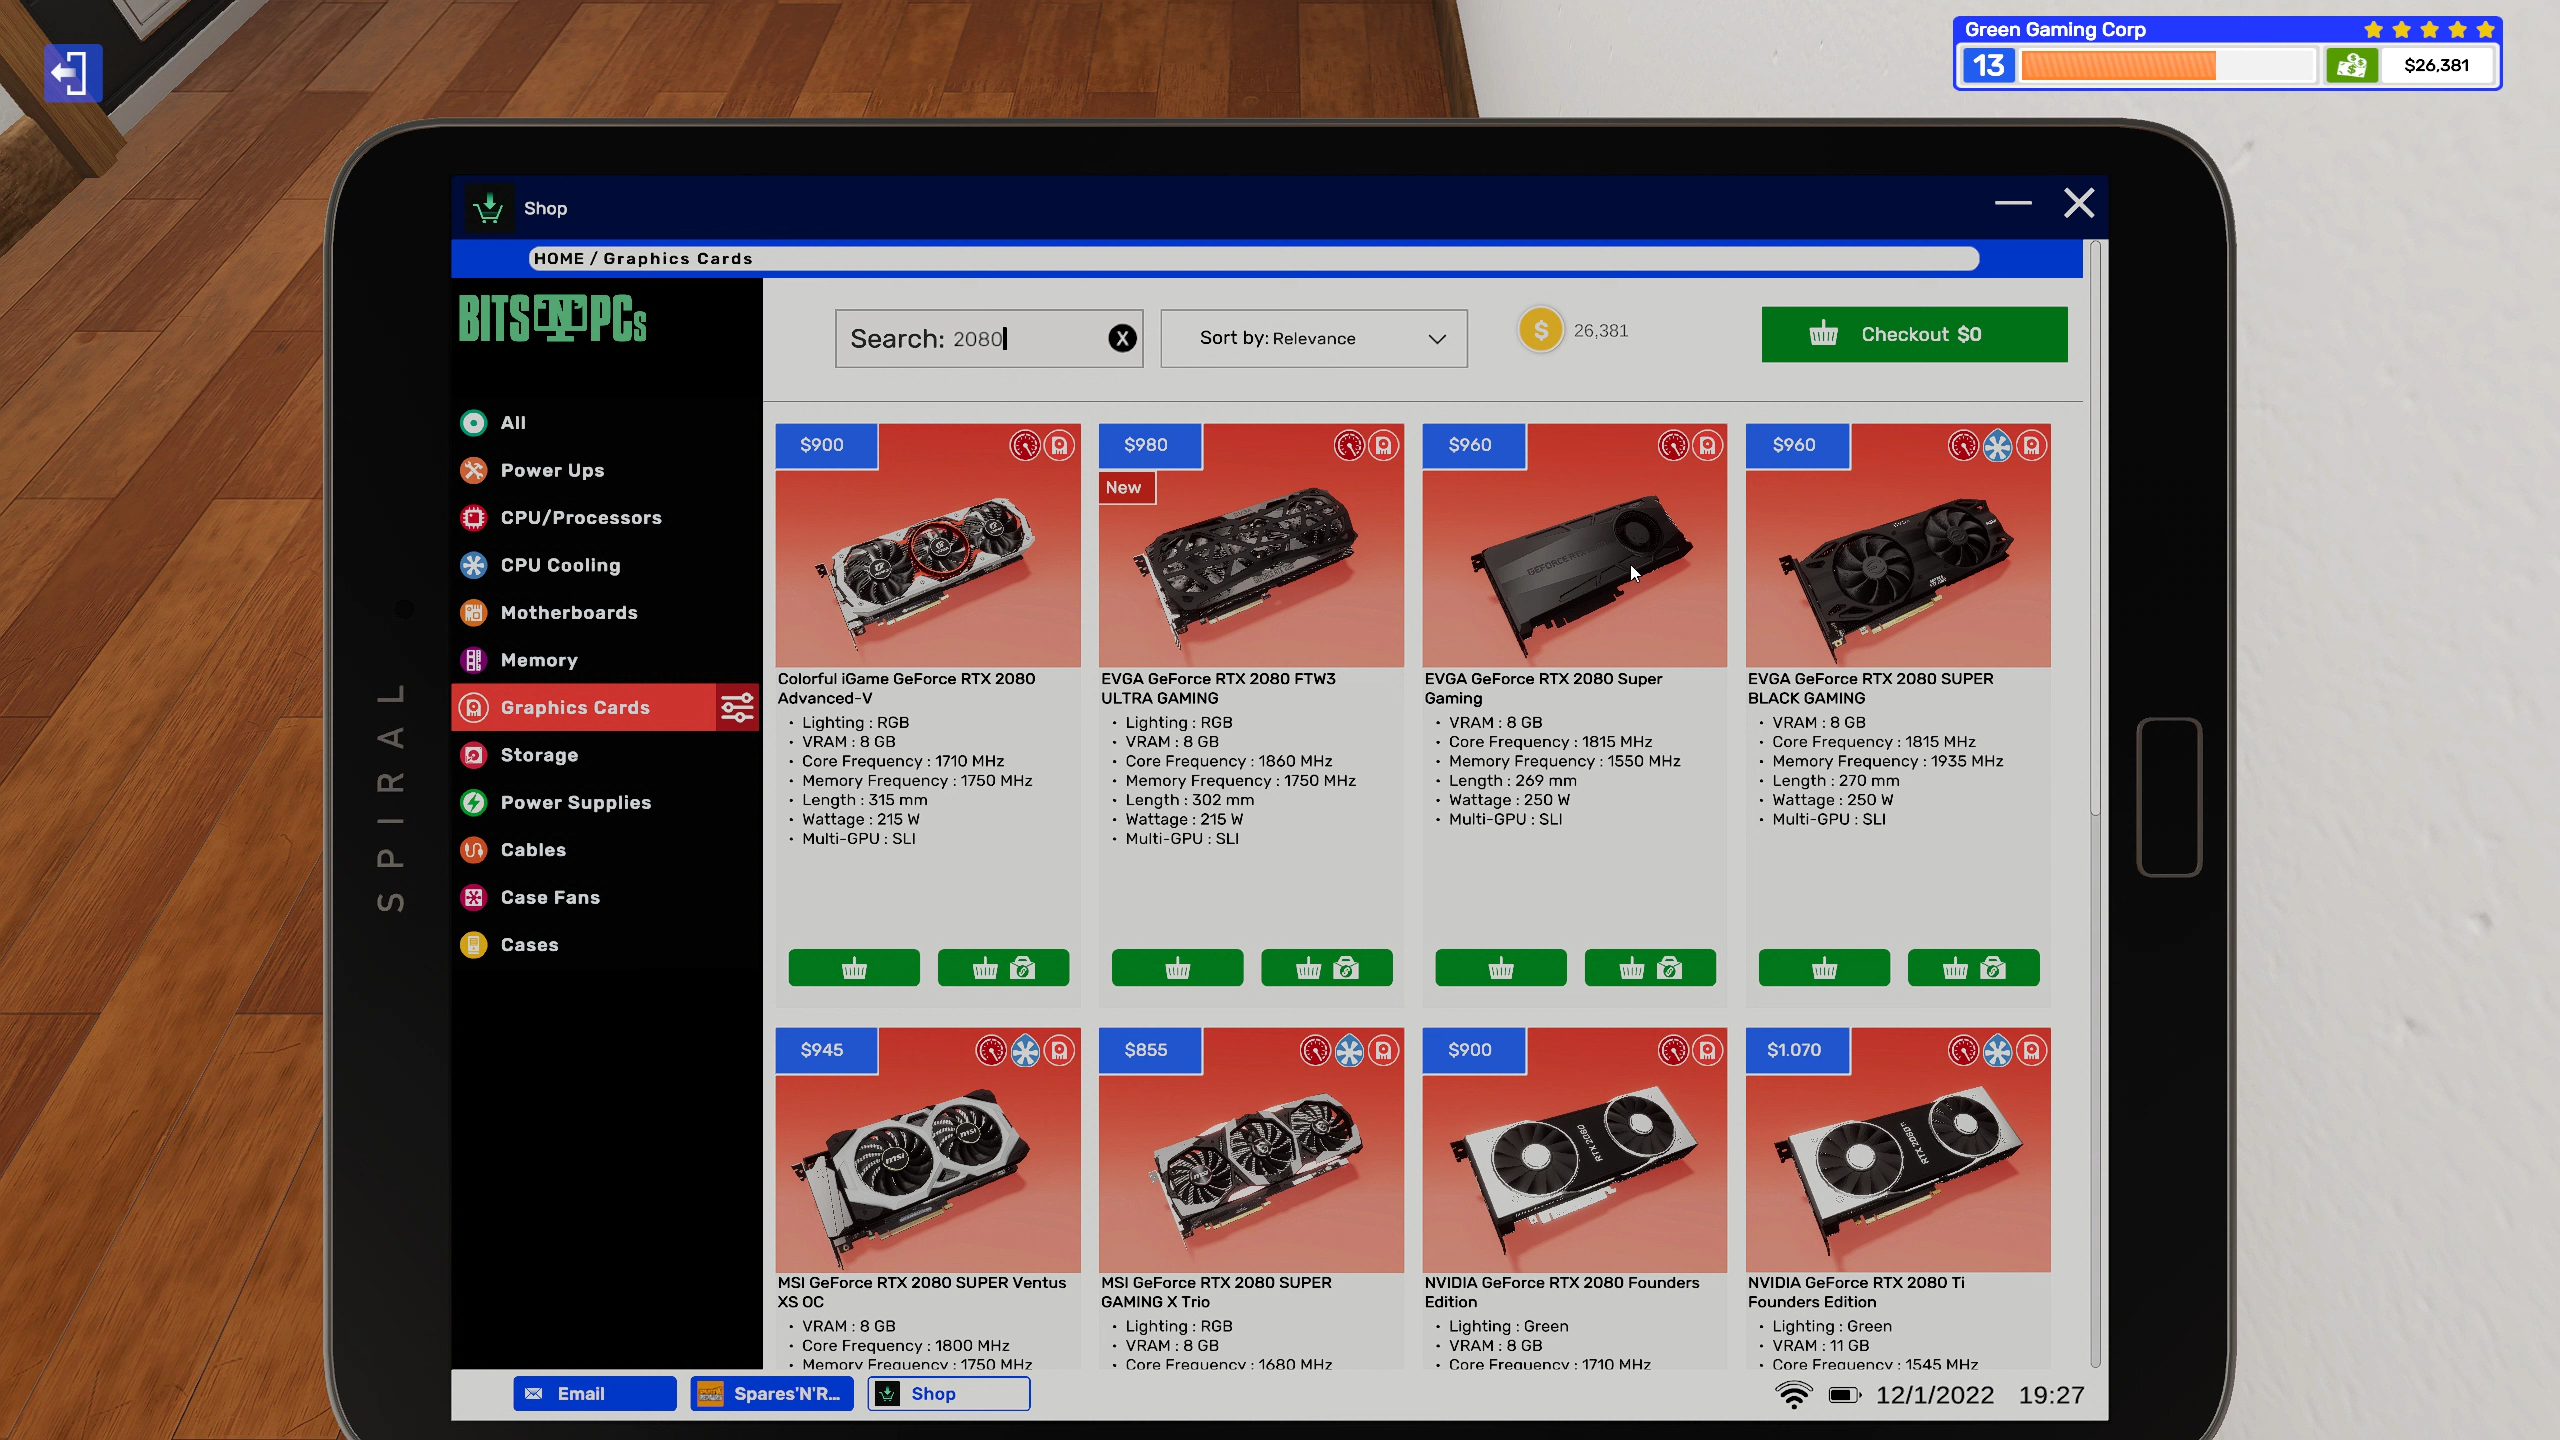 Green Gaming Corp
13
$26,381
Shop
HOME / Graphics Cards
BITSNPCs
Search: 2080
X
Sort by: Relevance
$
26,381
Checkout $0
All
Power Ups
CPU/Processors
CPU Cooling
Motherboards
Memory
Graphics Cards
Storage
Power Supplies
Cables
Case Fans
Cases
SPIRAL
$900
Colorful iGame GeForce RTX 2080
Advanced-V
• Lighting : RGB
• VRAM : 8 GB
• Core Frequency : 1710 MHz
• Memory Frequency : 1750 MHz
• Length : 315 mm
• Wattage : 215 W
• Multi-GPU : SLI
$980
New
EVGA GeForce RTX 2080 FTW3
ULTRA GAMING
• Lighting : RGB
• VRAM : 8 GB
• Core Frequency : 1860 MHz
• Memory Frequency : 1750 MHz
• Length : 302 mm
• Wattage : 215 W
• Multi-GPU : SLI
$960
GEFORCE RTX
EVGA GeForce RTX 2080 Super
Gaming
• VRAM : 8 GB
• Core Frequency : 1815 MHz
• Memory Frequency : 1550 MHz
• Length : 269 mm
• Wattage : 250 W
• Multi-GPU : SLI
$960
EVGA GeForce RTX 2080 SUPER
BLACK GAMING
• VRAM : 8 GB
• Core Frequency : 1815 MHz
• Memory Frequency : 1935 MHz
• Length : 270 mm
• Wattage : 250 W
• Multi-GPU : SLI
$945
msi
msi
MSI GeForce RTX 2080 SUPER Ventus
XS OC
• VRAM : 8 GB
• Core Frequency : 1800 MHz
• Memory Frequency : 1750 MHz
$855
MSI GeForce RTX 2080 SUPER
GAMING X Trio
• Lighting : RGB
• VRAM : 8 GB
• Core Frequency : 1680 MHz
$900
RTX 2080
NVIDIA GeForce RTX 2080 Founders
Edition
• Lighting : Green
• VRAM : 8 GB
• Core Frequency : 1710 MHz
$1.070
RTX 2080Ti
NVIDIA GeForce RTX 2080 Ti
Founders Edition
• Lighting : Green
• VRAM : 11 GB
• Core Frequency : 1545 MHz
Email
Spares'N'R...
Shop
12/1/2022
19:27